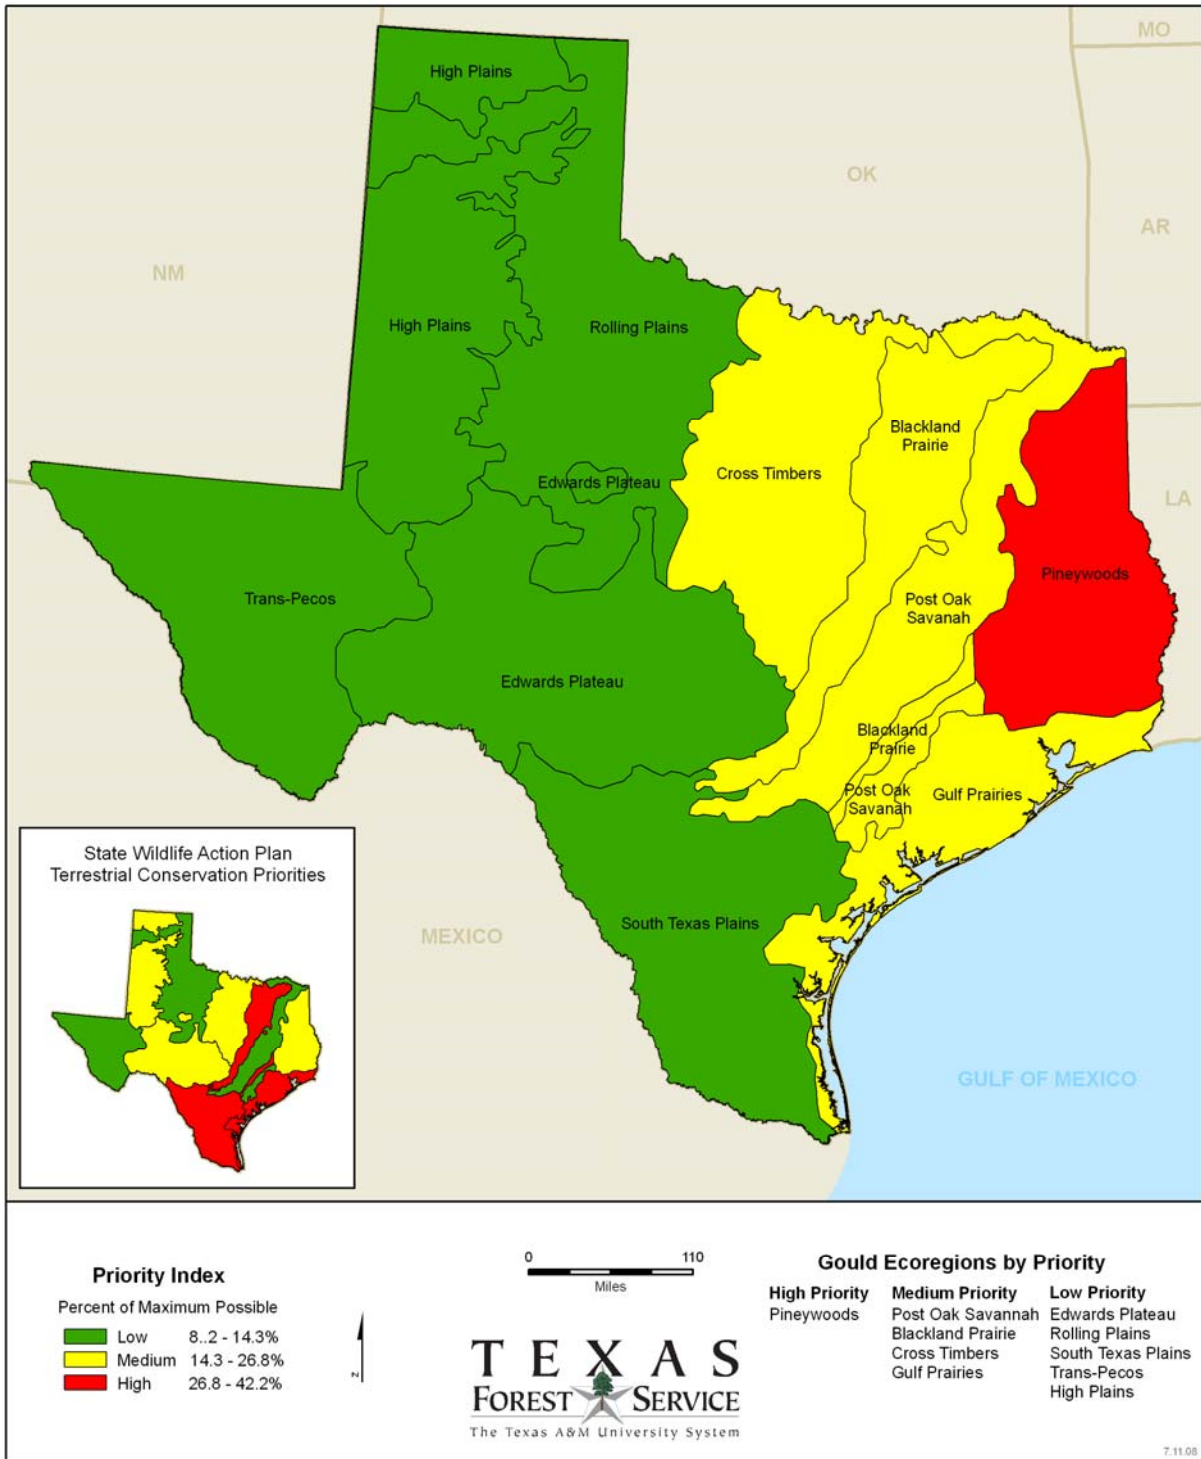 MO
High Plains
OK
AR
NM
High Plains
Rolling Plains
Blackland
Prairie
Cross Timbers
Edwards Plateau
LA
Pineywoods
Trans-Pecos
Post Oak
Savanah
Edwards Plateau
Blackland
Prairie
Post Oak
Savanah
Gulf Prairies
State Wildlife Action Plan
Terrestrial Conservation Priorities
South Texas Plains
MEXICO
GULF OF MEXICO
Priority Index
Percent of Maximum Possible
Low 8..2 - 14.3%
Medium 14.3 - 26.8%
High 26.8 - 42.2%
N
0 110
Miles
TEXAS
FOREST SERVICE
The Texas A&M University System
Gould Ecoregions by Priority
High Priority
Pineywoods
Medium Priority
Post Oak Savannah
Blackland Prairie
Cross Timbers
Gulf Prairies
Low Priority
Edwards Plateau
Rolling Plains
South Texas Plains
Trans-Pecos
High Plains
7.11.08